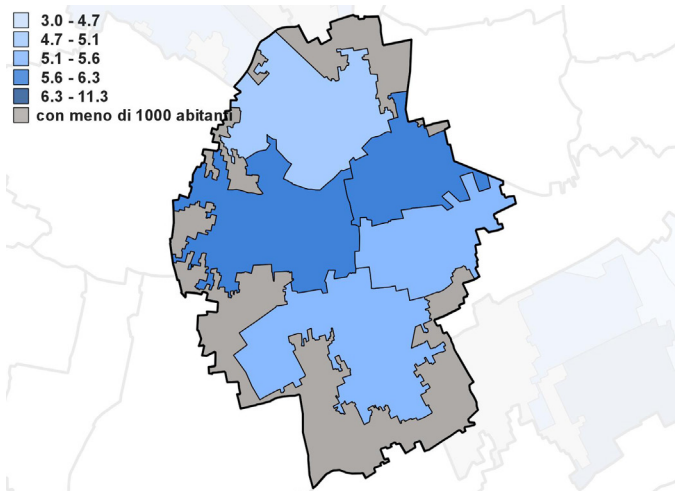 3.0 - 4.7
4.7 - 5.1
5.1 - 5.6
5.6 - 6.3
6.3 - 11.3
con meno di 1000 abitanti